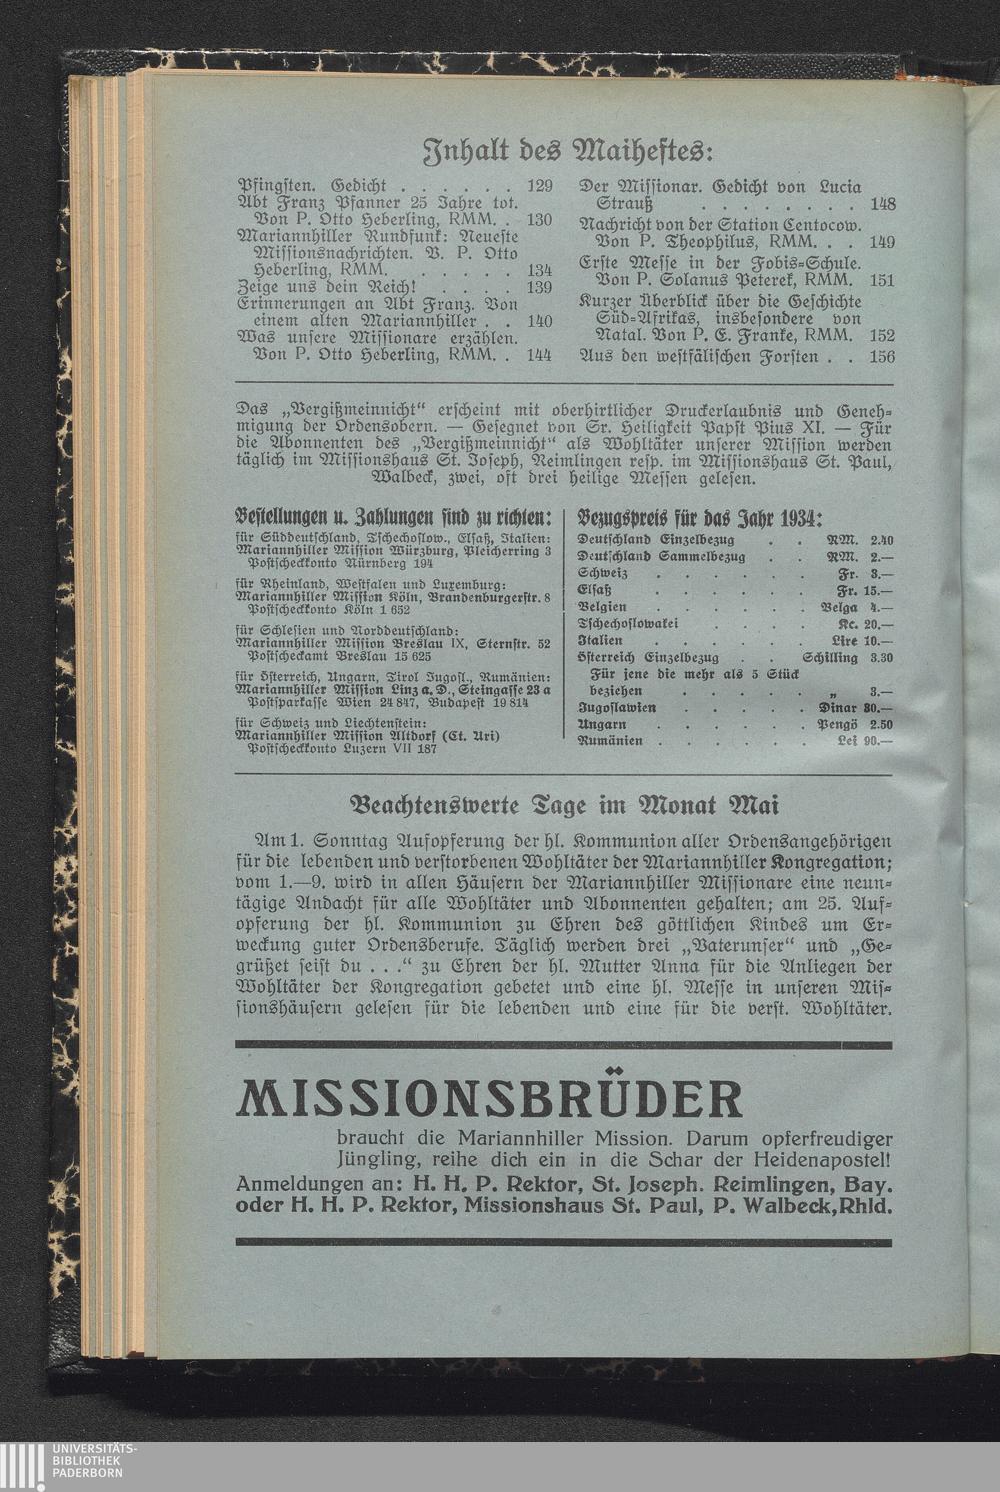 Inhalt des Maiheftes:
Pfingsten. Gedicht . . . . . . 129
Abt Franz Pfanner 25 Jahre tot.
Von P. Otto Heberling, RMM. . 130
Mariannhiller Rundfunk: Neueste
Missionsnachrichten. V. P. Otto
Heberling, RMM. . . . . . 134
Zeige uns dein Reich! . . . . 139
Erinnerungen an Abt Franz. Von
einem alten Mariannhiller . . 140
Was unsere Missionare erzählen.
Von P. Otto Heberling, RMM. . 144
Der Missionar. Gedicht von Lucia
Strauß . . . . . . . . 148
Nachricht von der Station Centocow.
Von P. Theophilus, RMM. . . 149
Erste Messe in der Fobis-Schule.
Von P. Solanus Peterek, RMM. 151
Kurzer Überblick über die Geschichte
Süd-Afrikas, insbesondere von
Natal. Von P. E. Franke, RMM. 152
Aus den westfälischen Forsten . . 156
Das „Vergißmeinnicht“ erscheint mit oberhirtlicher Druckerlaubnis und Geneh-
migung der Ordensobern. — Gesegnet von Sr. Heiligkeit Papst Pius XI. — Für
die Abonnenten des „Vergißmeinnicht“ als Wohltäter unserer Mission werden
täglich im Missionshaus St. Joseph, Reimlingen resp. im Missionshaus St. Paul,
Walbeck, zwei, oft drei heilige Messen gelesen.
Bestellungen u. Zahlungen sind zu richten:
für Süddeutschland, Tschechoslow., Elsaß, Italien:
Mariannhiller Mission Würzburg, Pleicherring 3
Postscheckkonto Nürnberg 194
für Rheinland, Westfalen und Luxemburg:
Mariannhiller Mission Köln, Brandenburgerstr. 8
Postscheckkonto Köln 1 652
für Schlesien und Norddeutschland:
Mariannhiller Mission Breslau IX, Sternstr. 52
Postscheckamt Breslau 15 625
für Österreich, Ungarn, Tirol Jugosl., Rumänien:
Mariannhiller Mission Linz a. D., Steingasse 23 a
Postsparkasse Wien 24 847, Budapest 19 814
für Schweiz und Liechtenstein:
Mariannhiller Mission Altdorf (Ct. Uri)
Postscheckkonto Luzern VII 187
Bezugspreis für das Jahr 1934:
Deutschland Einzelbezug . . RM. 2.40
Deutschland Sammelbezug . . RM. 2.—
Schweiz . . . . . . Fr. 3.—
Elsaß . . . . . . Fr. 15.—
Belgien . . . . . Belga 4.—
Tschechoslowakei . . . . Kc. 20.—
Italien . . . . . Lire 10.—
Österreich Einzelbezug . . Schilling 3.30
Für jene die mehr als 5 Stück
beziehen . . . . . „ 3.—
Jugoslawien . . . . . Dinar 80.—
Ungarn . . . . . . Pengö 2.50
Rumänien . . . . . . Lei 90.—
Beachtenswerte Tage im Monat Mai
Am 1. Sonntag Aufopferung der hl. Kommunion aller Ordensangehörigen
für die lebenden und verstorbenen Wohltäter der Mariannhiller Kongregation;
vom 1.—9. wird in allen Häusern der Mariannhiller Missionare eine neun-
tägige Andacht für alle Wohltäter und Abonnenten gehalten; am 25. Auf-
opferung der hl. Kommunion zu Ehren des göttlichen Kindes um Er-
weckung guter Ordensberufe. Täglich werden drei „Vaterunser“ und „Ge-
grüßet seist du . . .“ zu Ehren der hl. Mutter Anna für die Anliegen der
Wohltäter der Kongregation gebetet und eine hl. Messe in unseren Mis-
sionshäusern gelesen für die lebenden und eine für die verst. Wohltäter.
MISSIONSBRÜDER
braucht die Mariannhiller Mission. Darum opferfreudiger
Jüngling, reihe dich ein in die Schar der Heidenapostel!
Anmeldungen an: H. H. P. Rektor, St. Joseph. Reimlingen, Bay.
oder H. H. P. Rektor, Missionshaus St. Paul, P. Walbeck, Rhld.
UNIVERSITÄTS-
BIBLIOTHEK
PADERBORN